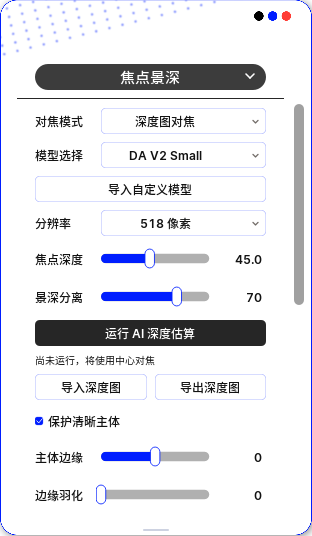 焦点景深
对焦模式 深度图对焦
模型选择 DA V2 Small
导入自定义模型
分辨率 518 像素
焦点深度 45.0
景深分离 70
运行 AI 深度估算
尚未运行，将使用中心对焦
导入深度图 导出深度图
保护清晰主体
主体边缘 0
边缘羽化 0